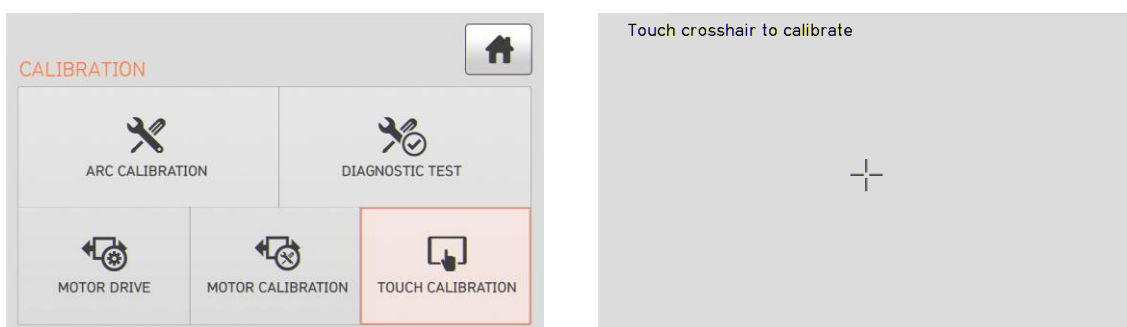 CALIBRATION
ARC CALIBRATION
DIAGNOSTIC TEST
MOTOR DRIVE
MOTOR CALIBRATION
TOUCH CALIBRATION
Touch crosshair to calibrate